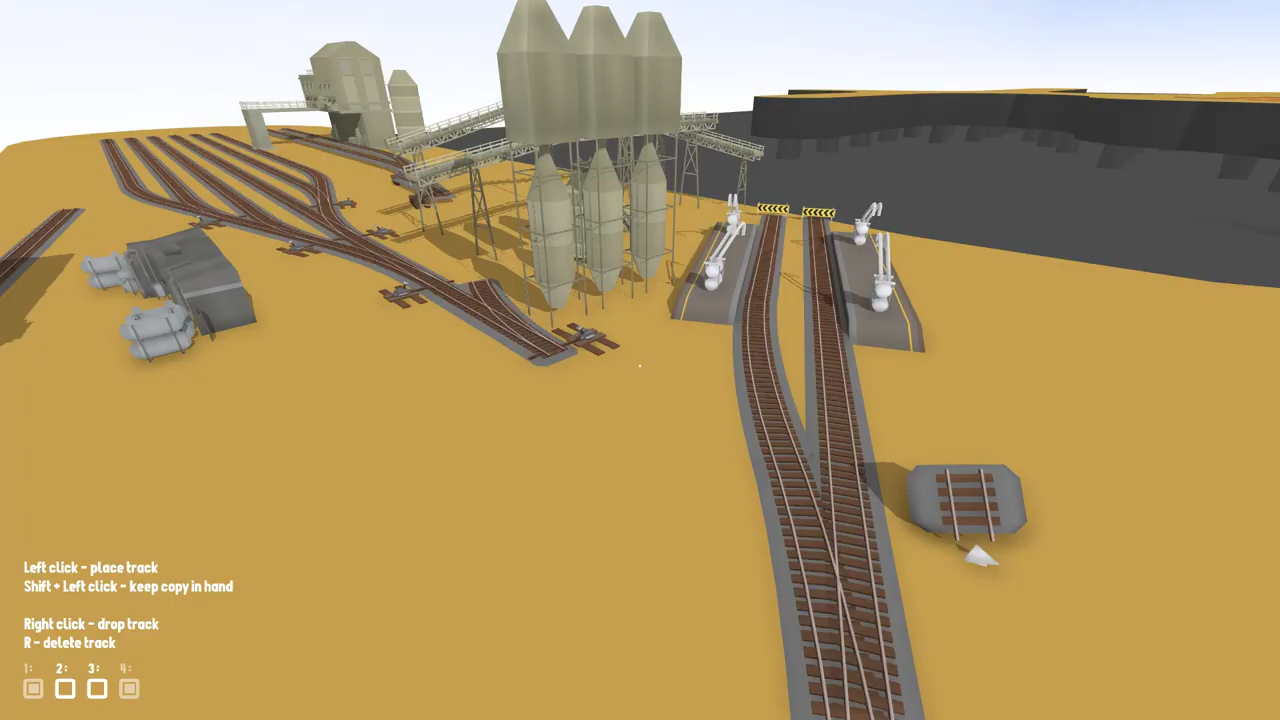 Left click - place track
Shift + Left click - keep copy in hand
Right click - drop track
R - delete track
1: 2: 3: 4: